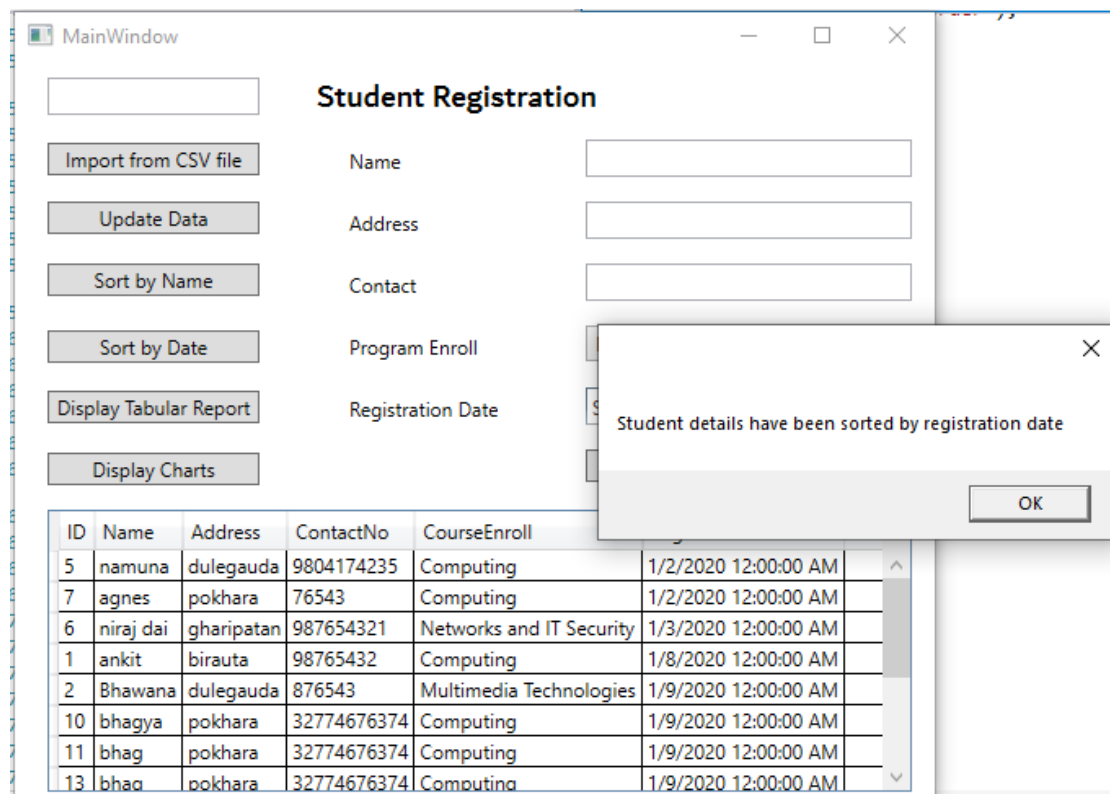 MainWindow
Student Registration
Import from CSV file
Name
Update Data
Address
Sort by Name
Contact
Sort by Date
Program Enroll
Display Tabular Report
Registration Date
Display Charts
Student details have been sorted by registration date
OK
ID Name Address ContactNo CourseEnroll
5 namuna dulegauda 9804174235 Computing 1/2/2020 12:00:00 AM
7 agnes pokhara 76543 Computing 1/2/2020 12:00:00 AM
6 niraj dai gharipatan 987654321 Networks and IT Security 1/3/2020 12:00:00 AM
1 ankit birauta 98765432 Computing 1/8/2020 12:00:00 AM
2 Bhawana dulegauda 876543 Multimedia Technologies 1/9/2020 12:00:00 AM
10 bhagya pokhara 32774676374 Computing 1/9/2020 12:00:00 AM
11 bhag pokhara 32774676374 Computing 1/9/2020 12:00:00 AM
13 bhag pokhara 32774676374 Computing 1/9/2020 12:00:00 AM